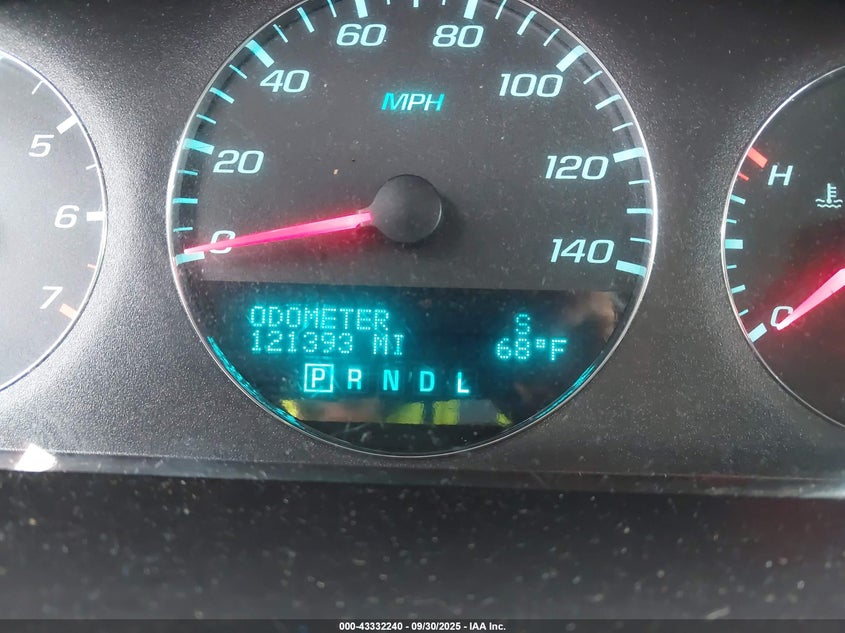 60 80
40 100
MPH
5 20 120 H
6 0 140
7 C
ODOMETER S
121393 MI 68°F
P R N D L
000-43332240 - 09/30/2025 - IAA Inc.